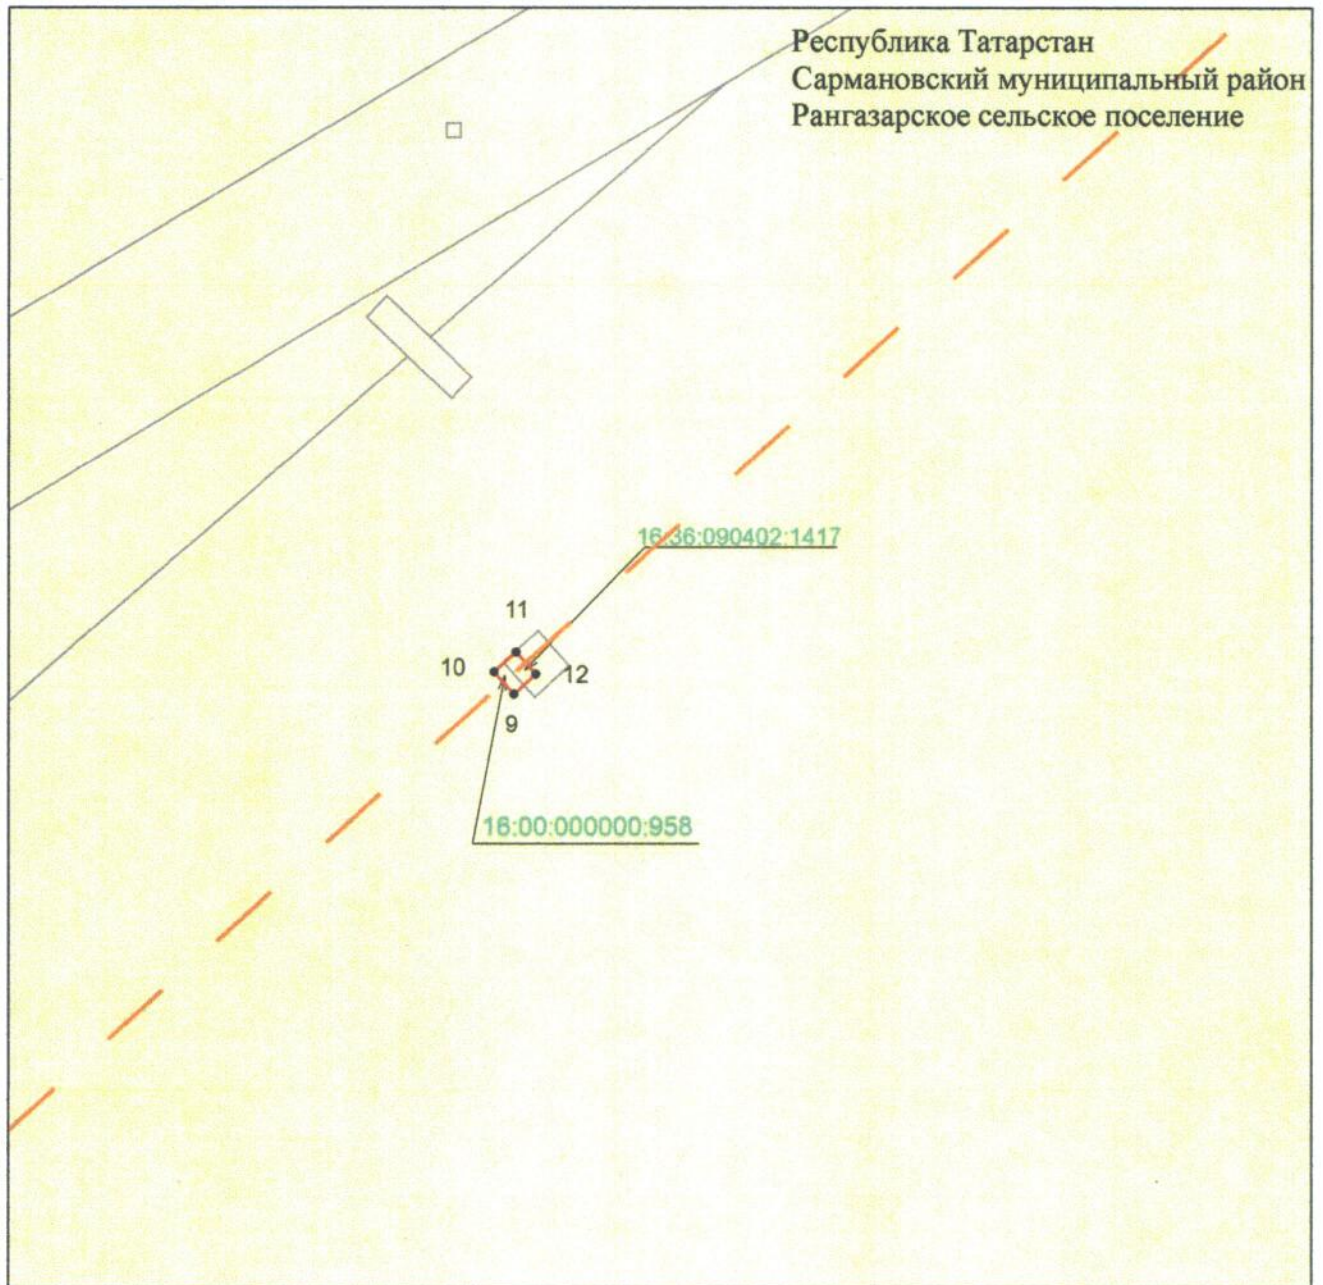 Республика Татарстан
Сармановский муниципальный район
Рангазарское сельское поселение
16:36:090402:1417
11
10
12
9
16:00:000000:958